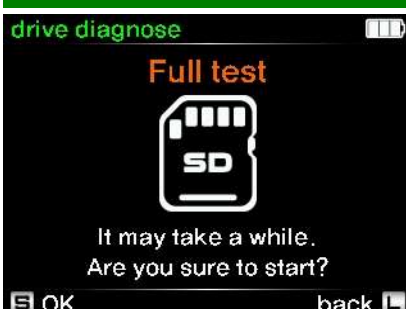 drive diagnose
Full test
SD
It may take a while.
Are you sure to start?
S OK back L